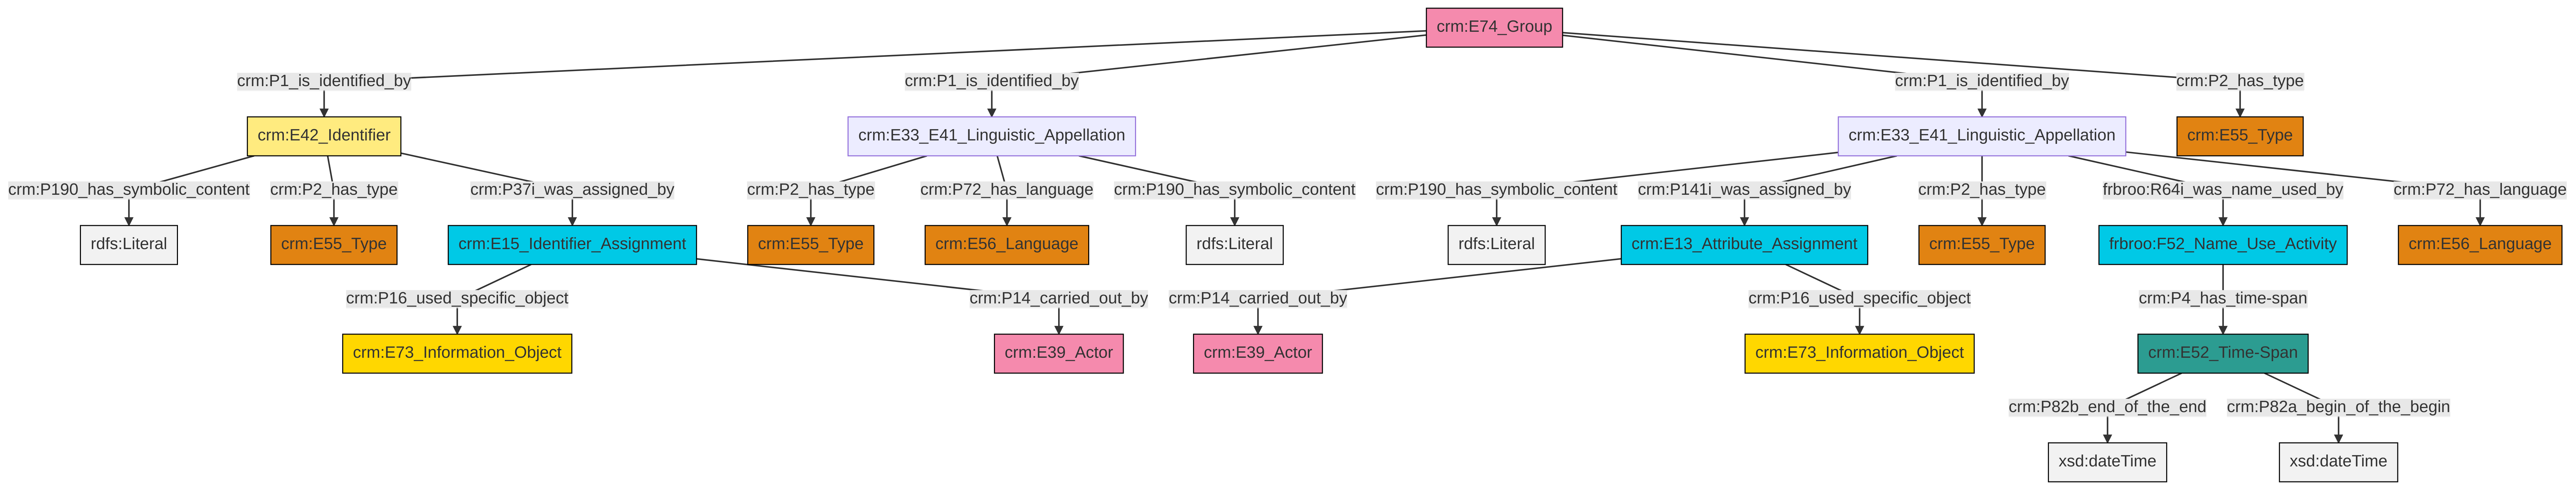 crm:E74_Group
crm:P1_is_identified_by
crm:P1_is_identified_by
crm:P1_is_identified_by
crm:P2_has_type
crm:E42_Identifier
crm:E33_E41_Linguistic_Appellation
crm:E33_E41_Linguistic_Appellation
crm:E55_Type
crm:P190_has_symbolic_content
crm:P2_has_type
crm:P37i_was_assigned_by
crm:P2_has_type
crm:P72_has_language
crm:P190_has_symbolic_content
crm:P190_has_symbolic_content
crm:P141i_was_assigned_by
crm:P2_has_type
frbroo:R64i_was_name_used_by
crm:P72_has_language
rdfs:Literal
crm:E55_Type
crm:E15_Identifier_Assignment
crm:E55_Type
crm:E56_Language
rdfs:Literal
rdfs:Literal
crm:E13_Attribute_Assignment
crm:E55_Type
frbroo:F52_Name_Use_Activity
crm:E56_Language
crm:P16_used_specific_object
crm:P14_carried_out_by
crm:P14_carried_out_by
crm:P16_used_specific_object
crm:P4_has_time-span
crm:E73_Information_Object
crm:E39_Actor
crm:E39_Actor
crm:E73_Information_Object
crm:E52_Time-Span
crm:P82b_end_of_the_end
crm:P82a_begin_of_the_begin
xsd:dateTime
xsd:dateTime